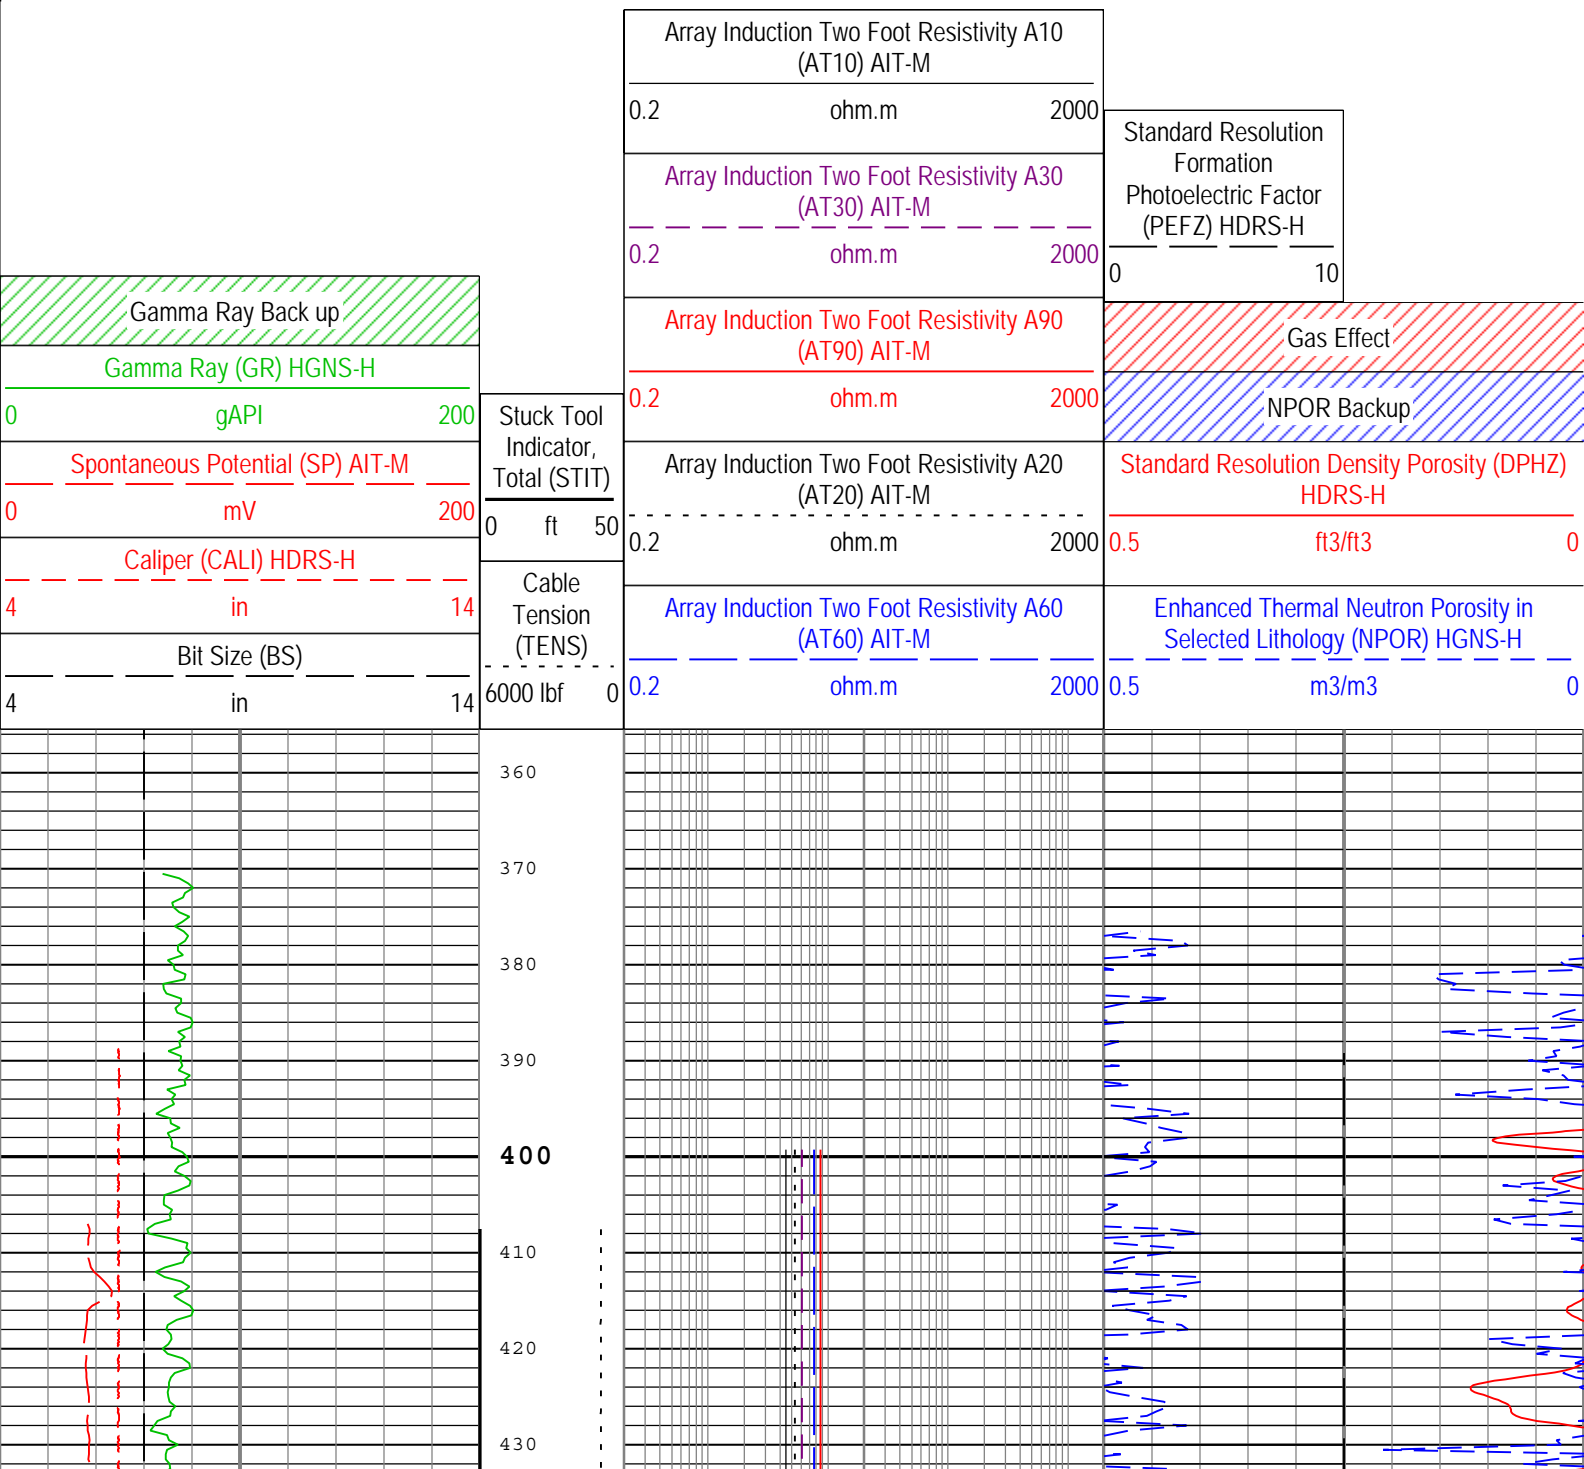 Array Induction Two Foot Resistivity A10
(AT10) AIT-M
0.2 ohm.m 2000
Array Induction Two Foot Resistivity A30
(AT30) AIT-M
0.2 ohm.m 2000
Array Induction Two Foot Resistivity A90
(AT90) AIT-M
0.2 ohm.m 2000
Array Induction Two Foot Resistivity A20
(AT20) AIT-M
0.2 ohm.m 2000
Array Induction Two Foot Resistivity A60
(AT60) AIT-M
0.2 ohm.m 2000
Standard Resolution
Formation
Photoelectric Factor
(PEFZ) HDRS-H
0 10
Gas Effect
NPOR Backup
Standard Resolution Density Porosity (DPHZ)
HDRS-H
0.5 ft3/ft3 0
Enhanced Thermal Neutron Porosity in
Selected Lithology (NPOR) HGNS-H
0.5 m3/m3 0
Gamma Ray Back up
Gamma Ray (GR) HGNS-H
0 gAPI 200
Spontaneous Potential (SP) AIT-M
0 mV 200
Caliper (CALI) HDRS-H
4 in 14
Bit Size (BS)
4 in 14
Stuck Tool
Indicator,
Total (STIT)
0 ft 50
Cable
Tension
(TENS)
6000 lbf 0
360
370
380
390
400
410
420
430